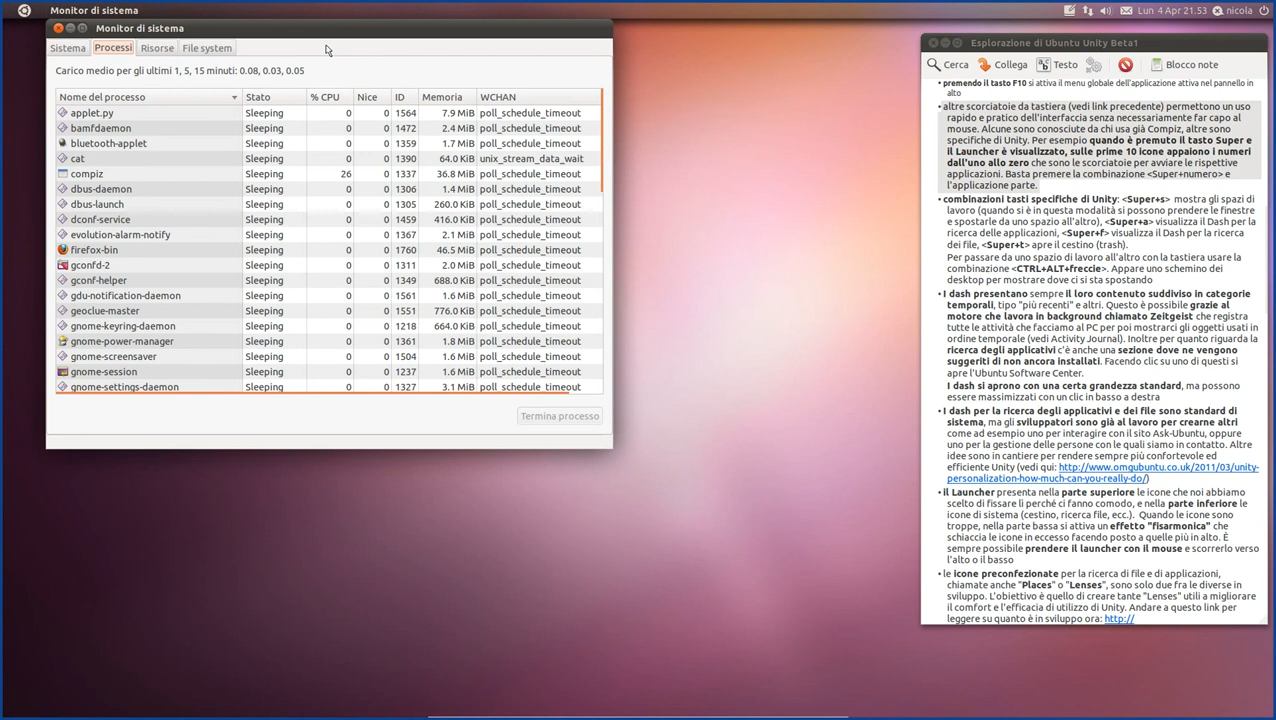 Monitor di sistema
Lun 4 Apr 21.53
nicola
Monitor di sistema
Sistema
Processi
Risorse
File system
Carico medio per gli ultimi 1, 5, 15 minuti: 0.08, 0.03, 0.05
Nome del processo Stato % CPU Nice ID Memoria WCHAN
applet.py Sleeping 0 0 1564 7.9 MiB poll_schedule_timeout
bamfdaemon Sleeping 0 0 1472 2.4 MiB poll_schedule_timeout
bluetooth-applet Sleeping 0 0 1359 1.7 MiB poll_schedule_timeout
cat Sleeping 0 0 1390 64.0 KiB unix_stream_data_wait
compiz Sleeping 26 0 1337 36.8 MiB poll_schedule_timeout
dbus-daemon Sleeping 0 0 1306 1.4 MiB poll_schedule_timeout
dbus-launch Sleeping 0 0 1305 260.0 KiB poll_schedule_timeout
dconf-service Sleeping 0 0 1459 416.0 KiB poll_schedule_timeout
evolution-alarm-notify Sleeping 0 0 1367 2.1 MiB poll_schedule_timeout
firefox-bin Sleeping 0 0 1760 46.5 MiB poll_schedule_timeout
gconfd-2 Sleeping 0 0 1311 2.0 MiB poll_schedule_timeout
gconf-helper Sleeping 0 0 1349 688.0 KiB poll_schedule_timeout
gdu-notification-daemon Sleeping 0 0 1561 1.6 MiB poll_schedule_timeout
geoclue-master Sleeping 0 0 1551 776.0 KiB poll_schedule_timeout
gnome-keyring-daemon Sleeping 0 0 1218 664.0 KiB poll_schedule_timeout
gnome-power-manager Sleeping 0 0 1361 1.8 MiB poll_schedule_timeout
gnome-screensaver Sleeping 0 0 1504 1.6 MiB poll_schedule_timeout
gnome-session Sleeping 0 0 1237 1.6 MiB poll_schedule_timeout
gnome-settings-daemon Sleeping 0 0 1327 3.1 MiB poll_schedule_timeout
Termina processo
Esplorazione di Ubuntu Unity Beta1
Cerca
Collega
Testo
Blocco note
• premendo il tasto F10 si attiva il menu globale dell'applicazione attiva nel pannello in
alto
• altre scorciatoie da tastiera (vedi link precedente) permettono un uso
rapido e pratico dell'interfaccia senza necessariamente far capo al
mouse. Alcune sono conosciute da chi usa già Compiz, altre sono
specifiche di Unity. Per esempio quando è premuto il tasto Super e
il Launcher è visualizzato, sulle prime 10 icone appaiono i numeri
dall'uno allo zero che sono le scorciatoie per avviare le rispettive
applicazioni. Basta premere la combinazione <Super+numero> e
l'applicazione parte.
• combinazioni tasti specifiche di Unity: <Super+s> mostra gli spazi di
lavoro (quando si è in questa modalità si possono prendere le finestre
e spostarle da uno spazio all'altro), <Super+a> visualizza il Dash per la
ricerca delle applicazioni, <Super+f> visualizza il Dash per la ricerca
dei file, <Super+t> apre il cestino (trash).
Per passare da uno spazio di lavoro all'altro con la tastiera usare la
combinazione <CTRL+ALT+freccie>. Appare uno schemino dei
desktop per mostrare dove ci si sta spostando
• I dash presentano sempre il loro contenuto suddiviso in categorie
temporali, tipo "più recenti" e altri. Questo è possibile grazie al
motore che lavora in background chiamato Zeitgeist che registra
tutte le attività che facciamo al PC per poi mostrarci gli oggetti usati in
ordine temporale (vedi Activity Journal). Inoltre per quanto riguarda la
ricerca degli applicativi c'è anche una sezione dove ne vengono
suggeriti di non ancora installati. Facendo clic su uno di questi si
apre l'Ubuntu Software Center.
I dash si aprono con una certa grandezza standard, ma possono
essere massimizzati con un clic in basso a destra
• I dash per la ricerca degli applicativi e dei file sono standard di
sistema, ma gli sviluppatori sono già al lavoro per crearne altri
come ad esempio uno per interagire con il sito Ask-Ubuntu, oppure
uno per la gestione delle persone con le quali siamo in contatto. Altre
idee sono in cantiere per rendere sempre più confortevole ed
efficiente Unity (vedi qui: http://www.omgubuntu.co.uk/2011/03/unity-
personalization-how-much-can-you-really-do/)
• il Launcher presenta nella parte superiore le icone che noi abbiamo
scelto di fissare lì perché ci fanno comodo, e nella parte inferiore le
icone di sistema (cestino, ricerca file, ecc.). Quando le icone sono
troppe, nella parte bassa si attiva un effetto "fisarmonica" che
schiaccia le icone in eccesso facendo posto a quelle più in alto. È
sempre possibile prendere il launcher con il mouse e scorrerlo verso
l'alto o il basso
• le icone preconfezionate per la ricerca di file e di applicazioni,
chiamate anche "Places" o "Lenses", sono solo due fra le diverse in
sviluppo. L'obiettivo è quello di creare tante "Lenses" utili a migliorare
il comfort e l'efficacia di utilizzo di Unity. Andare a questo link per
leggere su quanto è in sviluppo ora: http://